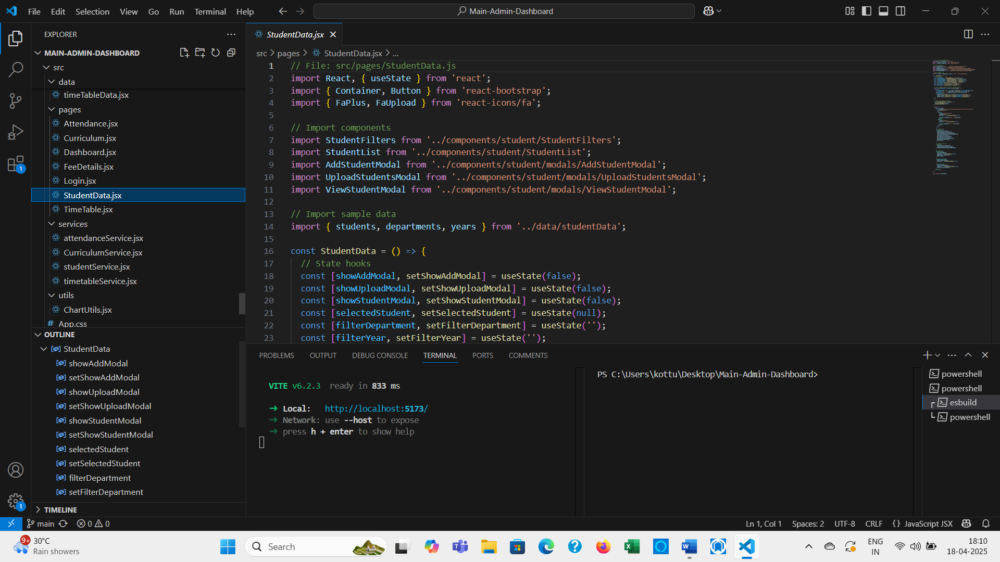 File Edit Selection View Go Run Terminal Help
Main-Admin-Dashboard
EXPLORER
MAIN-ADMIN-DASHBOARD
src
data
timeTableData.jsx
pages
Attendance.jsx
Curriculum.jsx
Dashboard.jsx
FeeDetails.jsx
Login.jsx
StudentData.jsx
TimeTable.jsx
services
attendanceService.jsx
CurriculumService.jsx
studentService.jsx
timetableService.jsx
utils
ChartUtils.jsx
# App.css
OUTLINE
StudentData
showAddModal
setShowAddModal
showUploadModal
setShowUploadModal
showStudentModal
setShowStudentModal
selectedStudent
setSelectedStudent
filterDepartment
setFilterDepartment
TIMELINE
1
1
StudentData.jsx
src > pages > StudentData.jsx > ...
1 // File: src/pages/StudentData.js
2 import React, { useState } from 'react';
3 import { Container, Button } from 'react-bootstrap';
4 import { FaPlus, FaUpload } from 'react-icons/fa';
5
6 // Import components
7 import StudentFilters from '../components/student/StudentFilters';
8 import StudentList from '../components/student/StudentList';
9 import AddStudentModal from '../components/student/modals/AddStudentModal';
10 import UploadStudentsModal from '../components/student/modals/UploadStudentsModal';
11 import ViewStudentModal from '../components/student/modals/ViewStudentModal';
12
13 // Import sample data
14 import { students, departments, years } from '../data/studentData';
15
16 const StudentData = () => {
17 // State hooks
18 const [showAddModal, setShowAddModal] = useState(false);
19 const [showUploadModal, setShowUploadModal] = useState(false);
20 const [showStudentModal, setShowStudentModal] = useState(false);
21 const [selectedStudent, setSelectedStudent] = useState(null);
22 const [filterDepartment, setFilterDepartment] = useState('');
23 const [filterYear, setFilterYear] = useState('');
PROBLEMS OUTPUT DEBUG CONSOLE TERMINAL PORTS COMMENTS
VITE v6.2.3 ready in 833 ms
➜ Local: http://localhost:5173/
➜ Network: use --host to expose
➜ press h + enter to show help
PS C:\Users\kottu\Desktop\Main-Admin-Dashboard>
powershell
powershell
esbuild
powershell
main 0 0
Ln 1, Col 1 Spaces: 2 UTF-8 CRLF {} JavaScript JSX
9+
30°C
Rain showers
Search
ENG
IN
18:10
18-04-2025